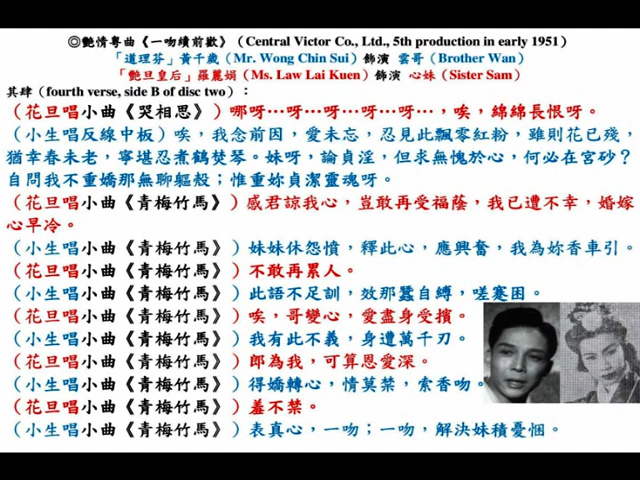 ◎艷情粵曲《一吻續前歡》（Central Victor Co., Ltd., 5th production in early 1951）
「道理芬」黃千歲（Mr. Wong Chin Sui）飾演 雲哥（Brother Wan）
「艷旦皇后」羅麗娟（Ms. Law Lai Kuen）飾演 心妹（Sister Sam）
其肆（fourth verse, side B of disc two）：
（花旦唱小曲《哭相思》）哪呀…呀…呀…呀…呀…，唉，綿綿長恨呀。
（小生唱反線中板）唉，我念前因，愛未忘，忍見此飄零紅粉，雖則花已殘，
猶幸春未老，寧堪忍煮鶴焚琴。妹呀，論貞淫，但求無愧於心，何必在宮砂？
自問我不重嬌那無聊軀殼；惟重妳貞潔靈魂呀。
（花旦唱小曲《青梅竹馬》）感君諒我心，豈敢再受福蔭，我已遭不幸，婚嫁
心早冷。
（小生唱小曲《青梅竹馬》）妹妹休怨憤，釋此心，應興奮，我為妳香車引。
（花旦唱小曲《青梅竹馬》）不敢再累人。
（小生唱小曲《青梅竹馬》）此語不足訓，效那蠶自縛，嗟蹇困。
（花旦唱小曲《青梅竹馬》）唉，哥變心，愛盡身受擯。
（小生唱小曲《青梅竹馬》）我有此不義，身遭萬千刃。
（花旦唱小曲《青梅竹馬》）郎為我，可算恩愛深。
（小生唱小曲《青梅竹馬》）得嬌轉心，情莫禁，索香吻。
（花旦唱小曲《青梅竹馬》）羞不禁。
（小生唱小曲《青梅竹馬》）表真心，一吻；一吻，解決妹積憂悃。